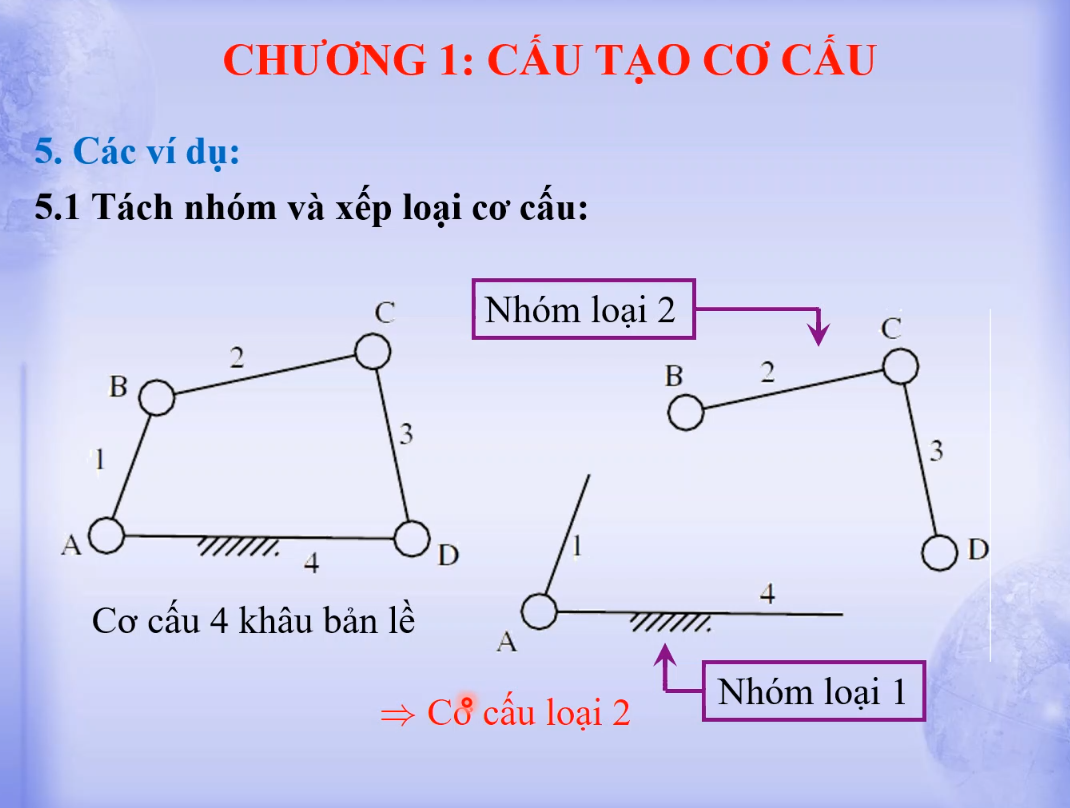 CHƯƠNG 1: CẤU TẠO CƠ CẤU
5. Các ví dụ:
5.1 Tách nhóm và xếp loại cơ cấu:
Nhóm loại 2
C
2
B
1
3
A
4
D
Cơ cấu 4 khâu bản lề
C
B
2
3
D
1
4
A
Nhóm loại 1
⇒ Cơ cấu loại 2